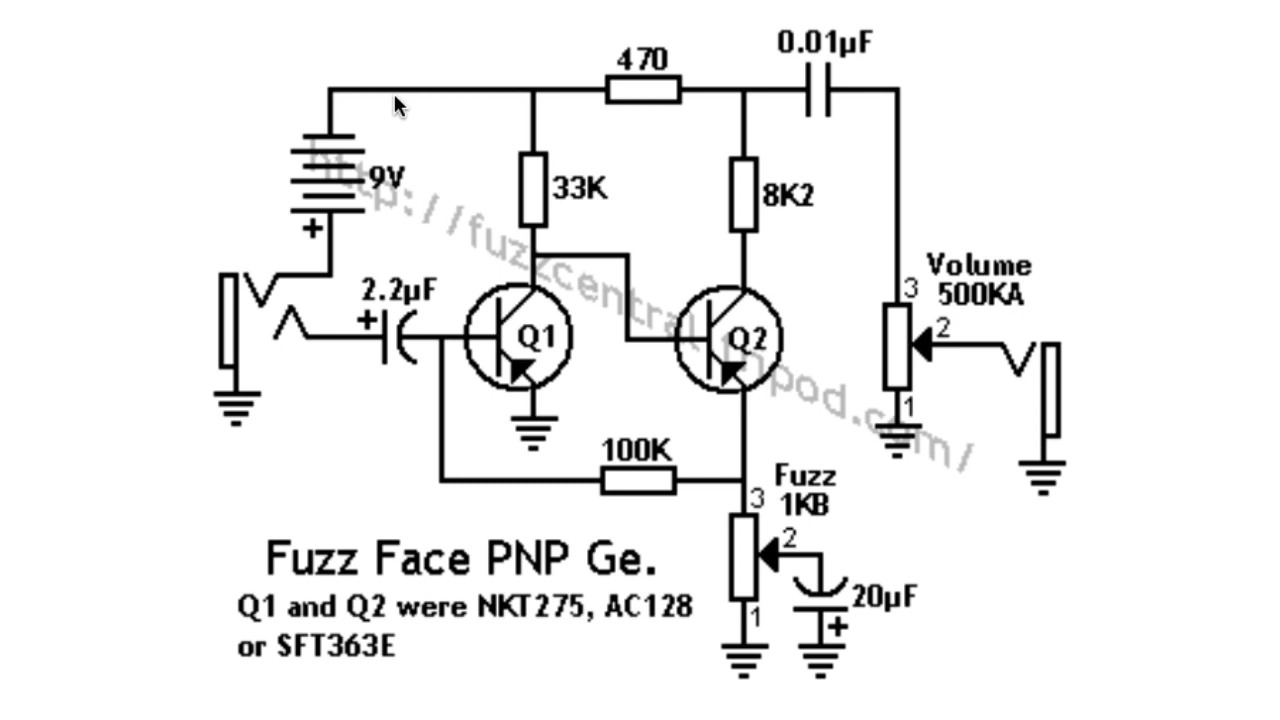 0.01µF
470
9V
33K
8K2
+
http://fuzzcentral.tripod.com/
Volume
500KA
3
2
1
2.2µF
+
Q1
Q2
100K
Fuzz
1KB
3
2
1
20µF
+
Fuzz Face PNP Ge.
Q1 and Q2 were NKT275, AC128
or SFT363E